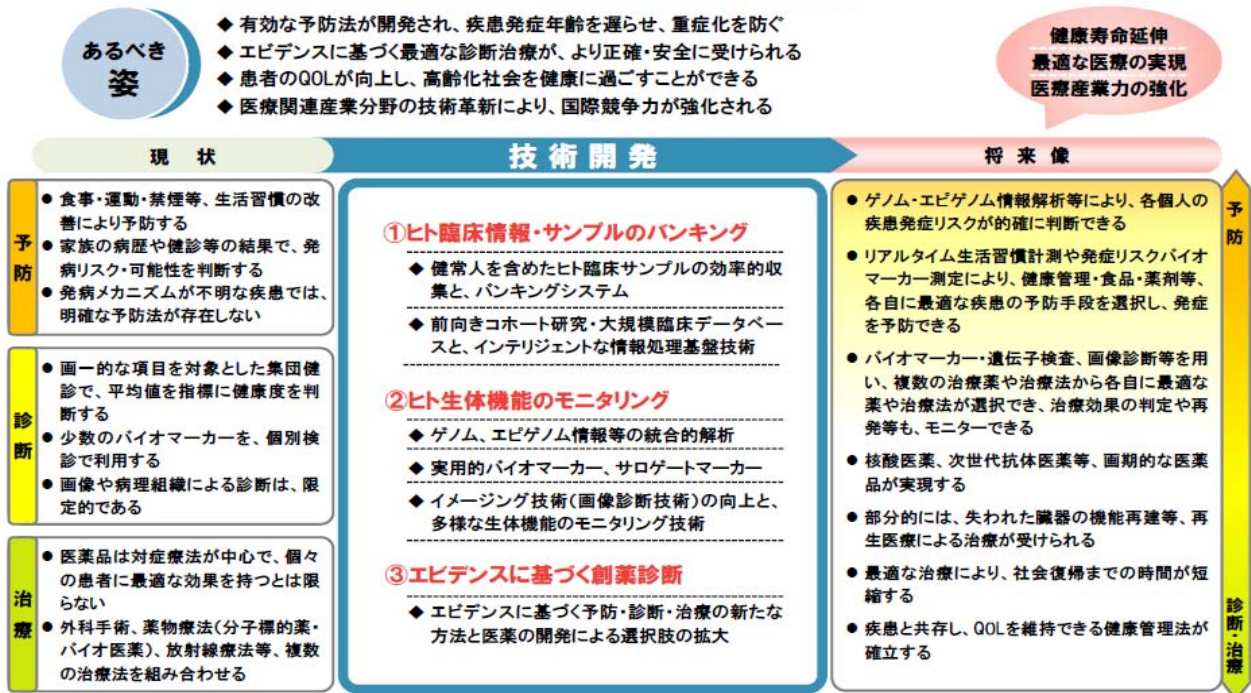 あるべき
姿
◆ 有効な予防法が開発され、疾患発症年齢を遅らせ、重症化を防ぐ
◆ エビデンスに基づく最適な診断治療が、より正確・安全に受けられる
◆ 患者のQOLが向上し、高齢化社会を健康に過ごすことができる
◆ 医療関連産業分野の技術革新により、国際競争力が強化される
健康寿命延伸
最適な医療の実現
医療産業力の強化
現 状
技術開発
将来像
予防
● 食事・運動・禁煙等、生活習慣の改
善により予防する
● 家族の病歴や健診等の結果で、発
病リスク・可能性を判断する
● 発病メカニズムが不明な疾患では、
明確な予防法が存在しない
診断
● 画一的な項目を対象とした集団健
診で、平均値を指標に健康度を判
断する
● 少数のバイオマーカーを、個別検
診で利用する
● 画像や病理組織による診断は、限
定的である
治療
● 医薬品は対症療法が中心で、個々
の患者に最適な効果を持つとは限
らない
● 外科手術、薬物療法(分子標的薬・
バイオ医薬)、放射線療法等、複数
の治療法を組み合わせる
①ヒト臨床情報・サンプルのバンキング
◆ 健常人を含めたヒト臨床サンプルの効率的収
集と、バンキングシステム
◆ 前向きコホート研究・大規模臨床データベー
スと、インテリジェントな情報処理基盤技術
②ヒト生体機能のモニタリング
◆ ゲノム、エピゲノム情報等の統合的解析
◆ 実用的バイオマーカー、サロゲートマーカー
◆ イメージング技術(画像診断技術)の向上と、
多様な生体機能のモニタリング技術
③エビデンスに基づく創薬診断
◆ エビデンスに基づく予防・診断・治療の新たな
方法と医薬の開発による選択肢の拡大
● ゲノム・エピゲノム情報解析等により、各個人の
疾患発症リスクが的確に判断できる
● リアルタイム生活習慣計測や発症リスクバイオ
マーカー測定により、健康管理・食品・薬剤等、
各自に最適な疾患の予防手段を選択し、発症
を予防できる
● バイオマーカー・遺伝子検査、画像診断等を用
い、複数の治療薬や治療法から各自に最適な
薬や治療法が選択でき、治療効果の判定や再
発等も、モニターできる
● 核酸医薬、次世代抗体医薬等、画期的な医薬
品が実現する
● 部分的には、失われた臓器の機能再建等、再
生医療による治療が受けられる
● 最適な治療により、社会復帰までの時間が短
縮する
● 疾患と共存し、QOLを維持できる健康管理法が
確立する
予防
診断・治療